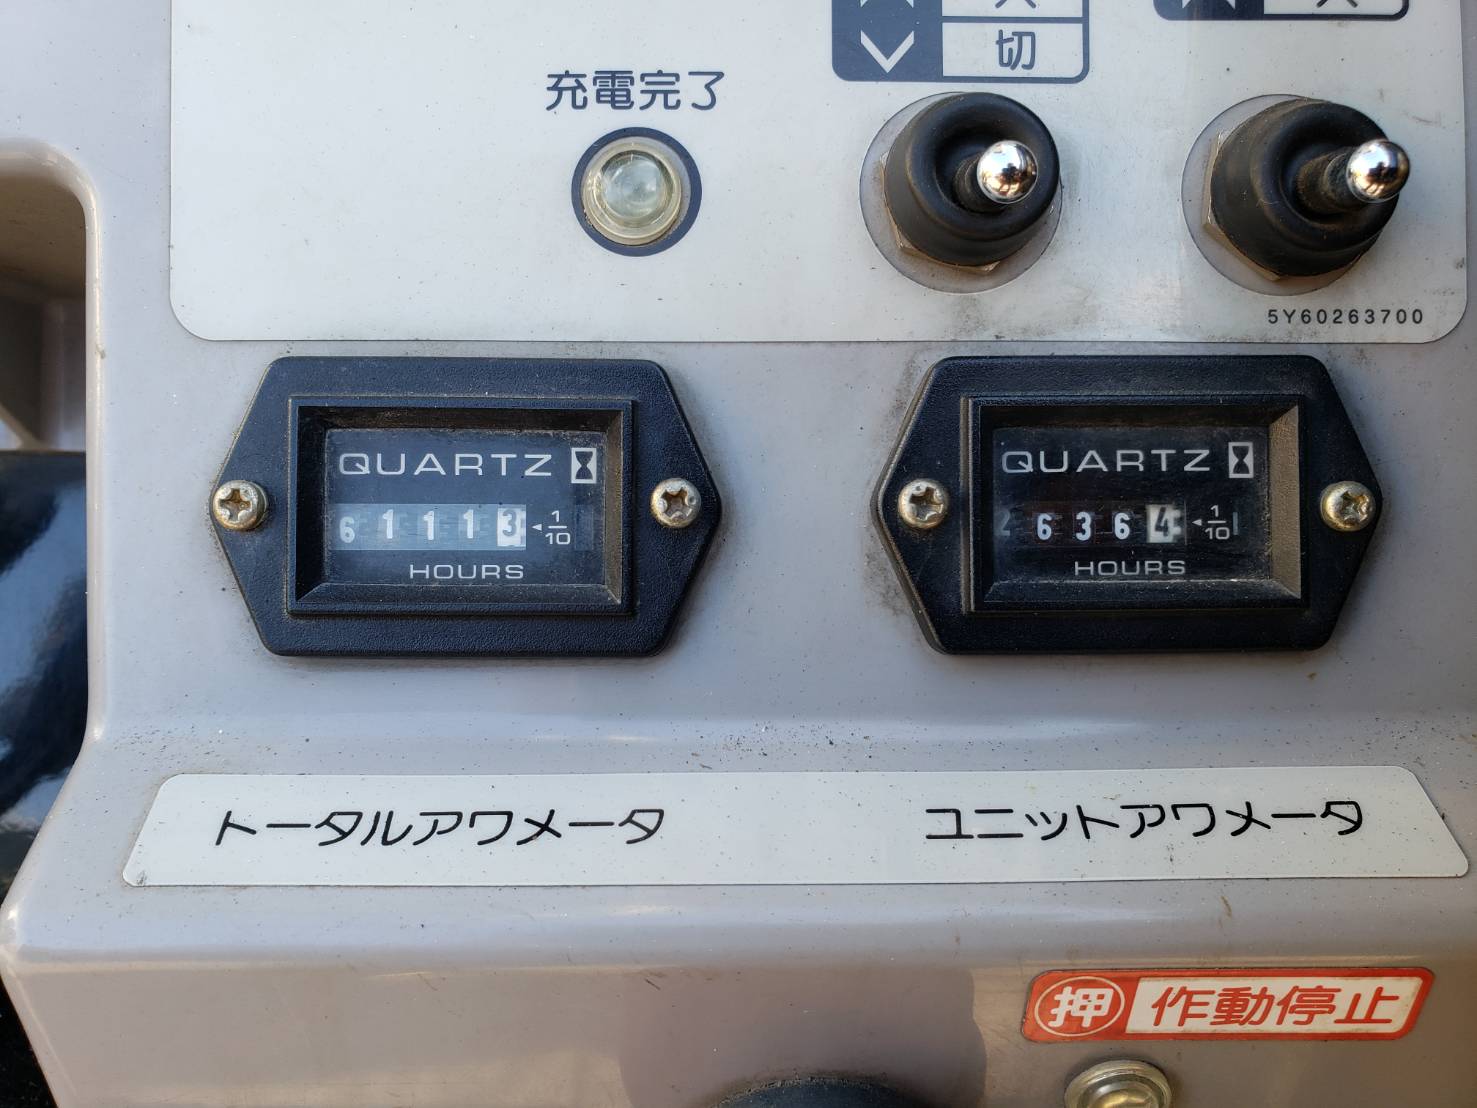 切
充電完了
5Y60263700
QUARTZ
61113 1/10
HOURS
QUARTZ
6364 1/10
HOURS
トータルアワメータ
ユニットアワメータ
押 作動停止